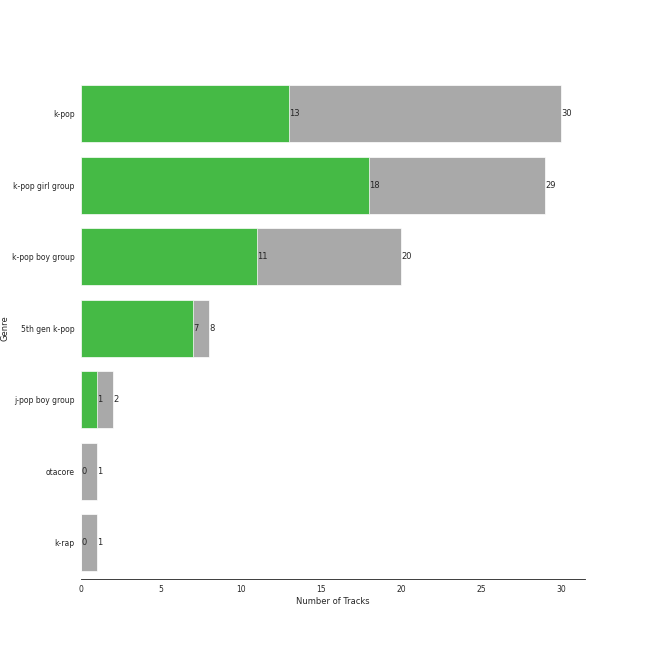 k-pop 13 30
k-pop girl group 18 29
k-pop boy group 11 20
5th gen k-pop 7 8
j-pop boy group 1 2
otacore 0 1
k-rap 0 1
Genre
0 5 10 15 20 25 30
Number of Tracks